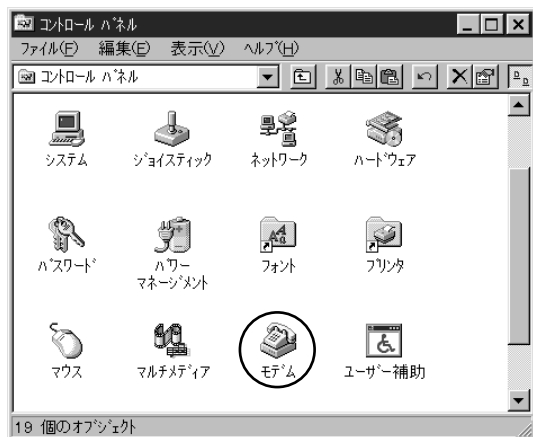 コントロール パネル
ファイル(F) 編集(E) 表示(V) ヘルプ(H)
コントロール パネル
システム ジョイスティック ネットワーク ハードウェア
パスワード パワー マネージメント フォント プリンタ
マウス マルチメディア モデム ユーザー補助
19 個のオブジェクト